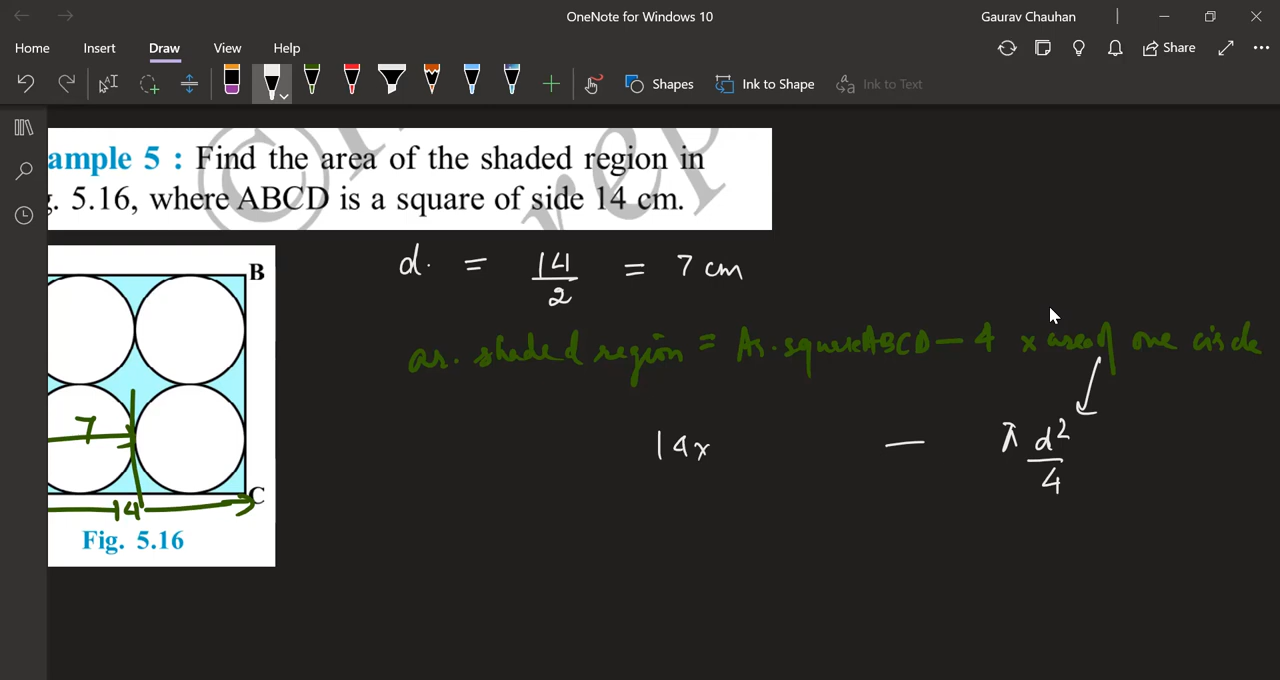 OneNote for Windows 10
Gaurav Chauhan
Home Insert Draw View Help
Share
Shapes Ink to Shape Ink to Text
ample 5 : Find the area of the shaded region in
g. 5.16, where ABCD is a square of side 14 cm.
rep
B
7
14
C
Fig. 5.16
d. = 14/2 = 7 cm
ar. shaded region = Ar. squareABCD - 4 x area of one circle
14x - π d²/4